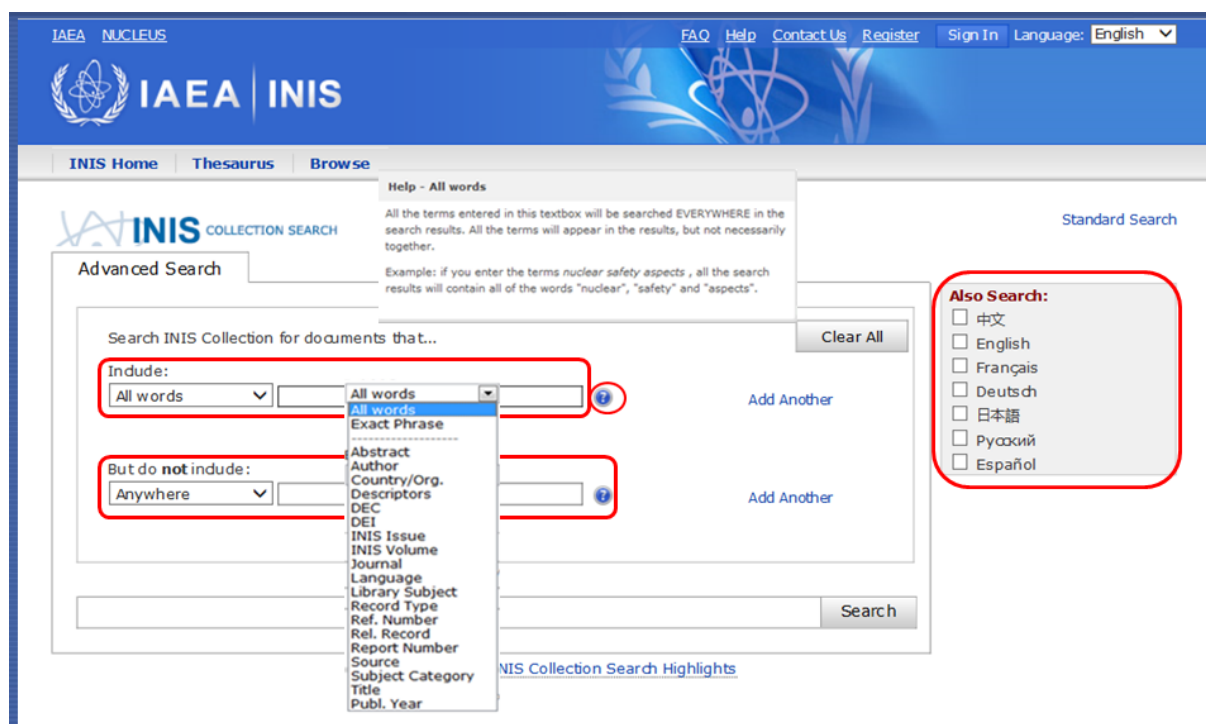 IAEA NUCLEUS FAQ Help Contact Us Register Sign In Language: English
IAEA INIS
INIS Home Thesaurus Browse
Help - All words
All the terms entered in this textbox will be searched EVERYWHERE in the
search results. All the terms will appear in the results, but not necessarily
together.
Example: if you enter the terms nuclear safety aspects , all the search
results will contain all of the words "nuclear", "safety" and "aspects".
INIS COLLECTION SEARCH
Standard Search
Advanced Search
Search INIS Collection for documents that...
Clear All
Include:
All words
All words
?
Add Another
All words
Exact Phrase
--------------------
Abstract
Author
Country/Org.
Descriptors
DEC
DEI
INIS Issue
INIS Volume
Journal
Language
Library Subject
Record Type
Ref. Number
Rel. Record
Report Number
Source
Subject Category
Title
Publ. Year
But do not include:
Anywhere
?
Add Another
Search
NIS Collection Search Highlights
Also Search:
中文
English
Français
Deutsch
日本語
Русский
Español